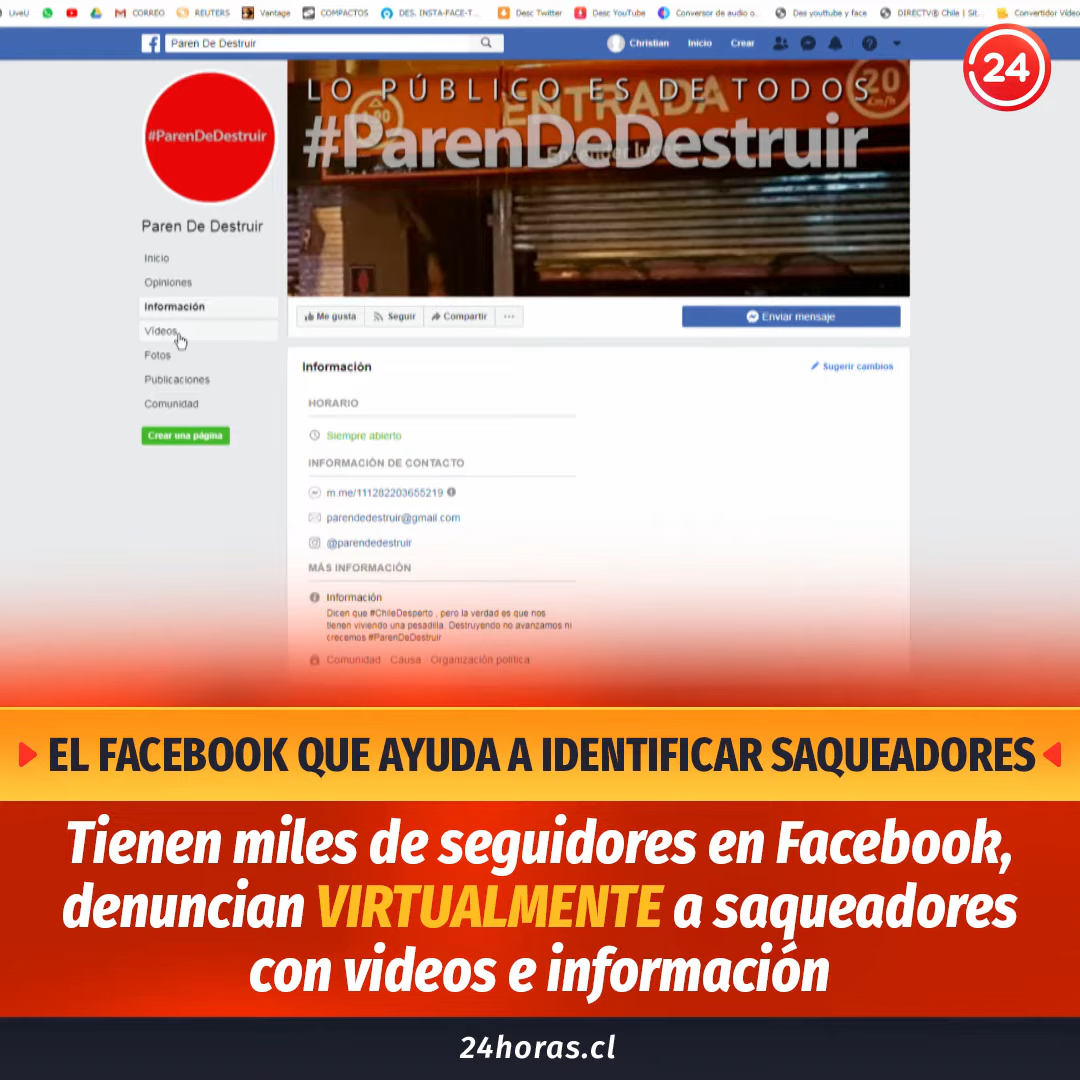 LiveU CORREO REUTERS Vantage COMPACTOS DES. INSTA-FACE-T... Desc Twitter Desc YouTube Conversor de audio o... Des youttube y face DIRECTV® Chile | Sit... Convertidor Video
Paren De Destruir
Christian Inicio Crear
24
#ParenDeDestruir
LO PÚBLICO ES DE TODOS
ENTRADA
20
Km/h
#ParenDeDestruir
Encender luces
Paren De Destruir
Inicio
Opiniones
Información
Videos
Fotos
Publicaciones
Comunidad
Crear una página
Me gusta Seguir Compartir ...
Enviar mensaje
Información
Sugerir cambios
HORARIO
Siempre abierto
INFORMACIÓN DE CONTACTO
m.me/111282203655219
parendedestruir@gmail.com
@parendedestruir
MÁS INFORMACIÓN
Información
Dicen que #ChileDesperto , pero la verdad es que nos
tienen viviendo una pesadilla. Destruyendo no avanzamos ni
crecemos #ParenDeDestruir
Comunidad Causa Organización política
EL FACEBOOK QUE AYUDA A IDENTIFICAR SAQUEADORES
Tienen miles de seguidores en Facebook,
denuncian VIRTUALMENTE a saqueadores
con videos e información
24horas.cl